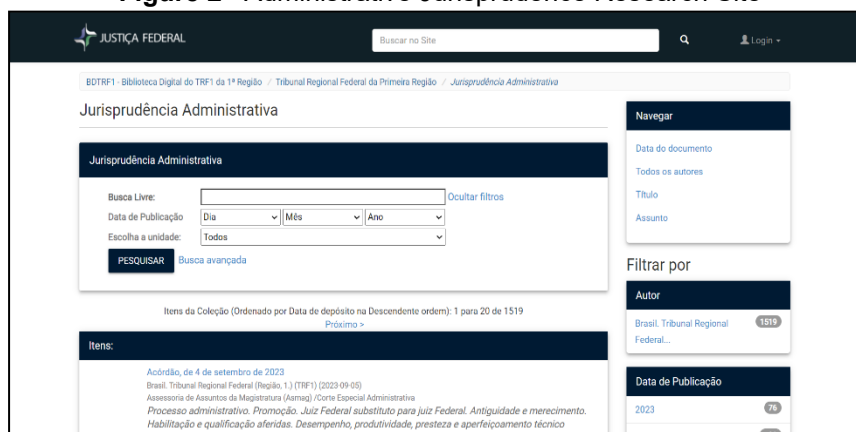 Figure 2 - Administrative Jurisprudence Research Site
JUSTIÇA FEDERAL
Buscar no Site
Login
BDTRF1 - Biblioteca Digital do TRF1 da 1ª Região / Tribunal Regional Federal da Primeira Região / Jurisprudência Administrativa
Jurisprudência Administrativa
Jurisprudência Administrativa
Busca Livre:
Ocultar filtros
Data de Publicação Dia Mês Ano
Escolha a unidade: Todos
PESQUISAR Busca avançada
Itens da Coleção (Ordenado por Data de depósito na Descendente ordem): 1 para 20 de 1519
Próximo >
Itens:
Acórdão, de 4 de setembro de 2023
Brasil. Tribunal Regional Federal (Região, 1.) (TRF1) (2023-09-05)
Assessoria de Assuntos da Magistratura (Asmag) /Corte Especial Administrativa
Processo administrativo. Promoção. Juiz Federal substituto para juiz Federal. Antiguidade e merecimento.
Habilitação e qualificação aferidas. Desempenho, produtividade, presteza e aperfeiçoamento técnico
Navegar
Data do documento
Todos os autores
Título
Assunto
Filtrar por
Autor
Brasil. Tribunal Regional 1519
Federal...
Data de Publicação
2023 76